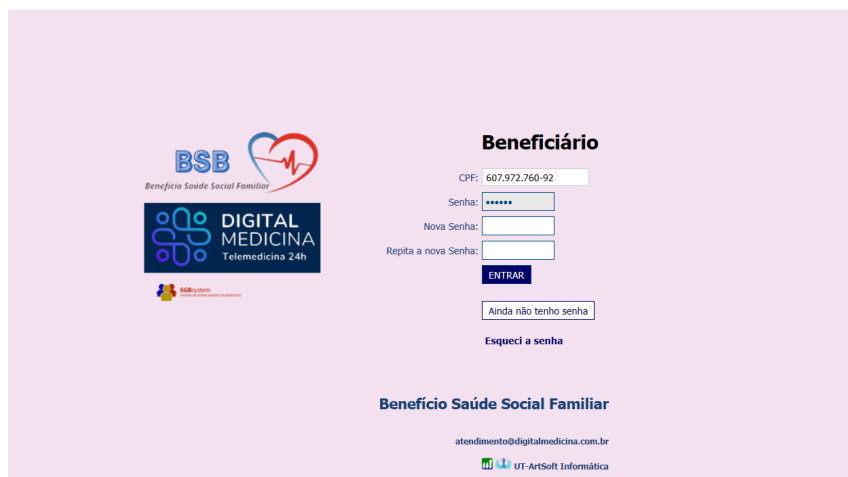 BSB
Benefício Saúde Social Familiar
DIGITAL
MEDICINA
Telemedicina 24h
SGBsystem
Beneficiário
CPF: 607.972.760-92
Senha: ••••••
Nova Senha:
Repita a nova Senha:
ENTRAR
Ainda não tenho senha
Esqueci a senha
Benefício Saúde Social Familiar
atendimento@digitalmedicina.com.br
UT-ArtSoft Informática